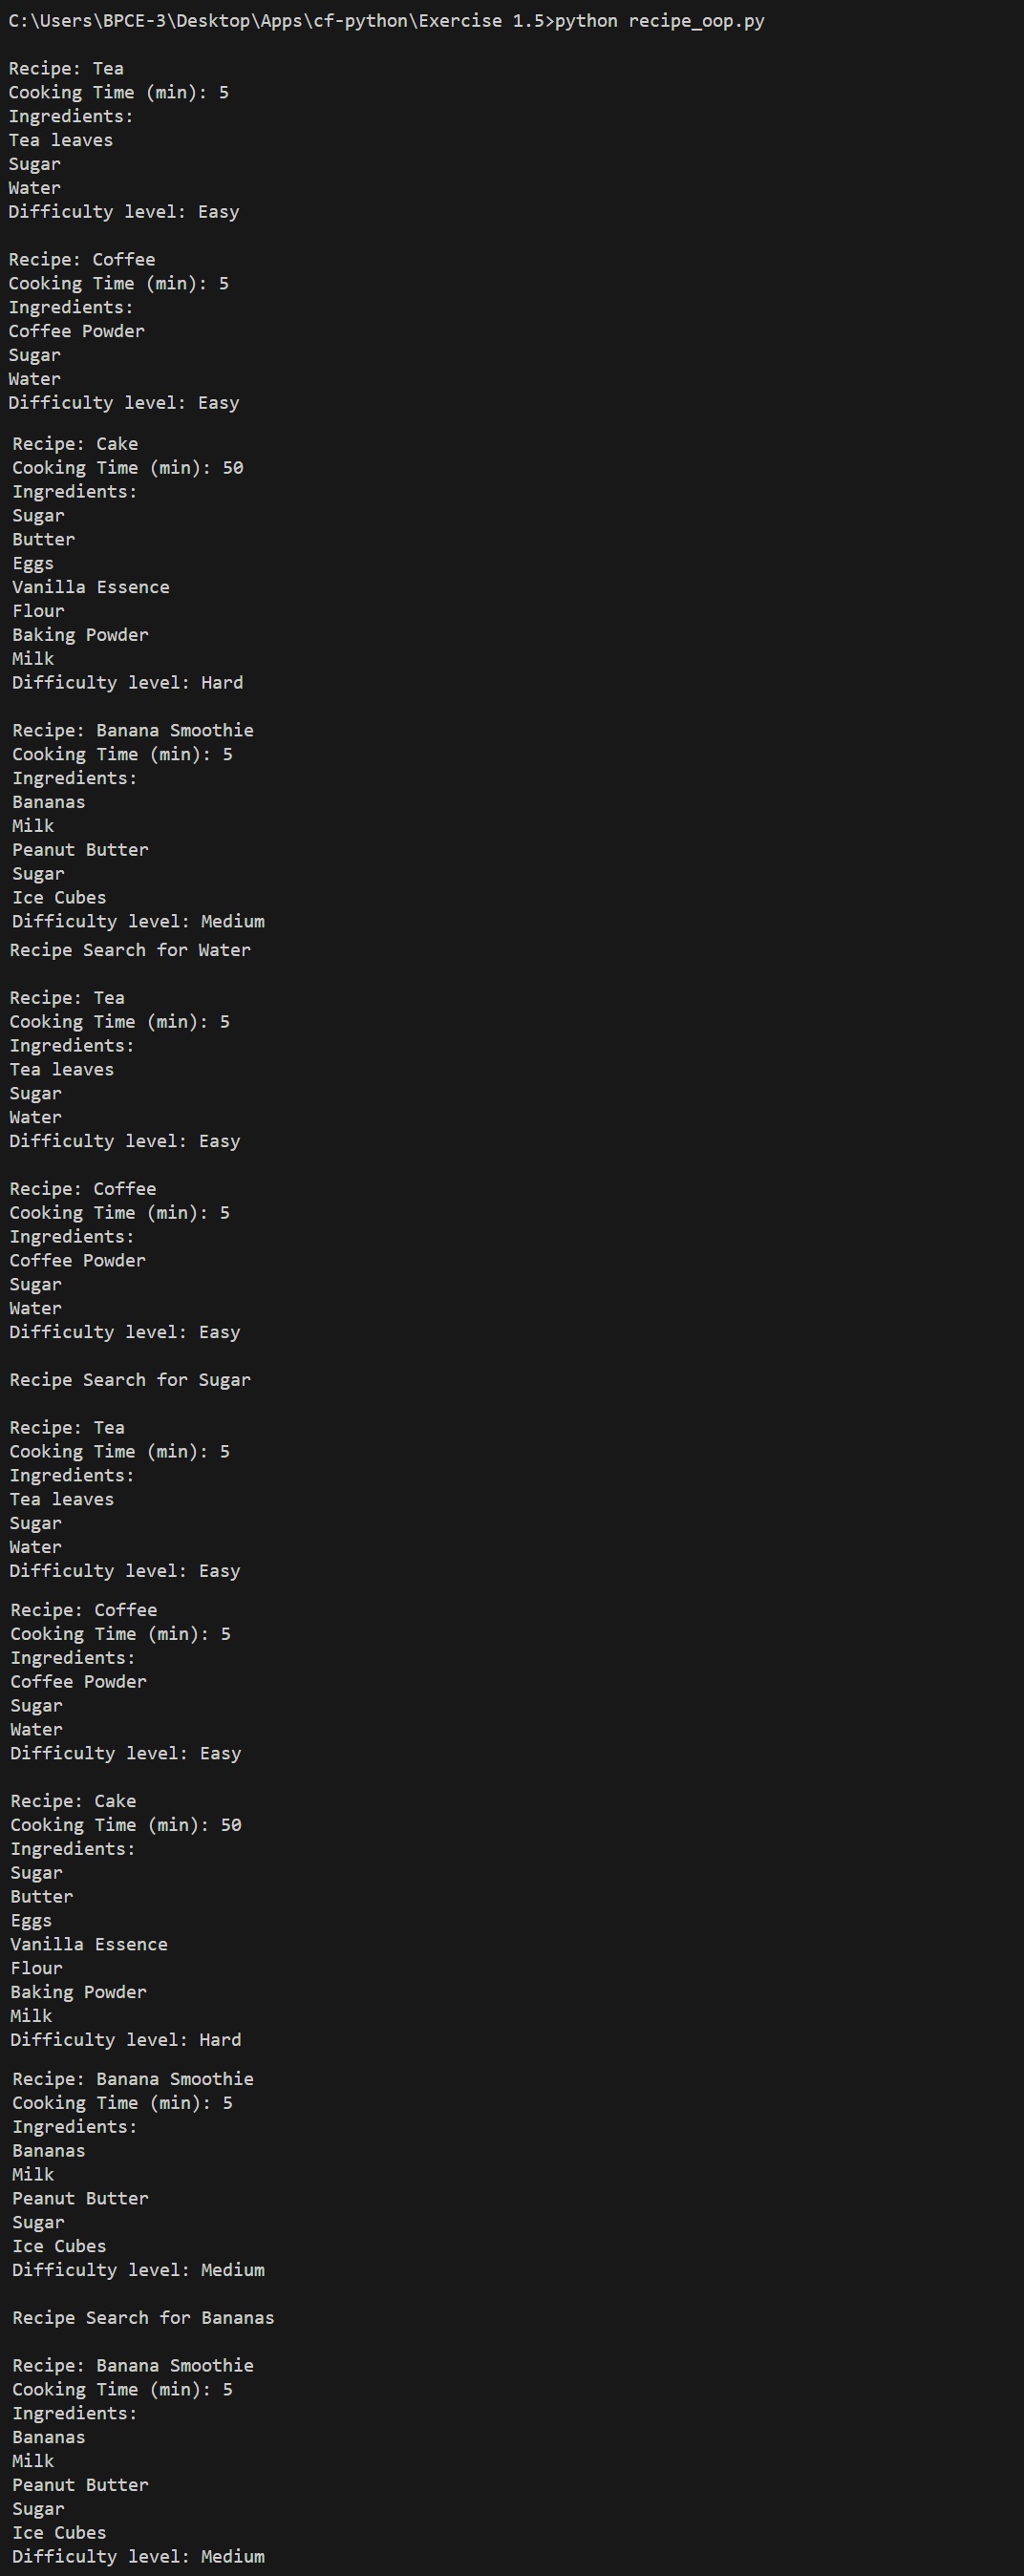 C:\Users\BPCE-3\Desktop\Apps\cf-python\Exercise 1.5>python recipe_oop.py
Recipe: Tea
Cooking Time (min): 5
Ingredients:
Tea leaves
Sugar
Water
Difficulty level: Easy
Recipe: Coffee
Cooking Time (min): 5
Ingredients:
Coffee Powder
Sugar
Water
Difficulty level: Easy
Recipe: Cake
Cooking Time (min): 50
Ingredients:
Sugar
Butter
Eggs
Vanilla Essence
Flour
Baking Powder
Milk
Difficulty level: Hard
Recipe: Banana Smoothie
Cooking Time (min): 5
Ingredients:
Bananas
Milk
Peanut Butter
Sugar
Ice Cubes
Difficulty level: Medium
Recipe Search for Water
Recipe: Tea
Cooking Time (min): 5
Ingredients:
Tea leaves
Sugar
Water
Difficulty level: Easy
Recipe: Coffee
Cooking Time (min): 5
Ingredients:
Coffee Powder
Sugar
Water
Difficulty level: Easy
Recipe Search for Sugar
Recipe: Tea
Cooking Time (min): 5
Ingredients:
Tea leaves
Sugar
Water
Difficulty level: Easy
Recipe: Coffee
Cooking Time (min): 5
Ingredients:
Coffee Powder
Sugar
Water
Difficulty level: Easy
Recipe: Cake
Cooking Time (min): 50
Ingredients:
Sugar
Butter
Eggs
Vanilla Essence
Flour
Baking Powder
Milk
Difficulty level: Hard
Recipe: Banana Smoothie
Cooking Time (min): 5
Ingredients:
Bananas
Milk
Peanut Butter
Sugar
Ice Cubes
Difficulty level: Medium
Recipe Search for Bananas
Recipe: Banana Smoothie
Cooking Time (min): 5
Ingredients:
Bananas
Milk
Peanut Butter
Sugar
Ice Cubes
Difficulty level: Medium